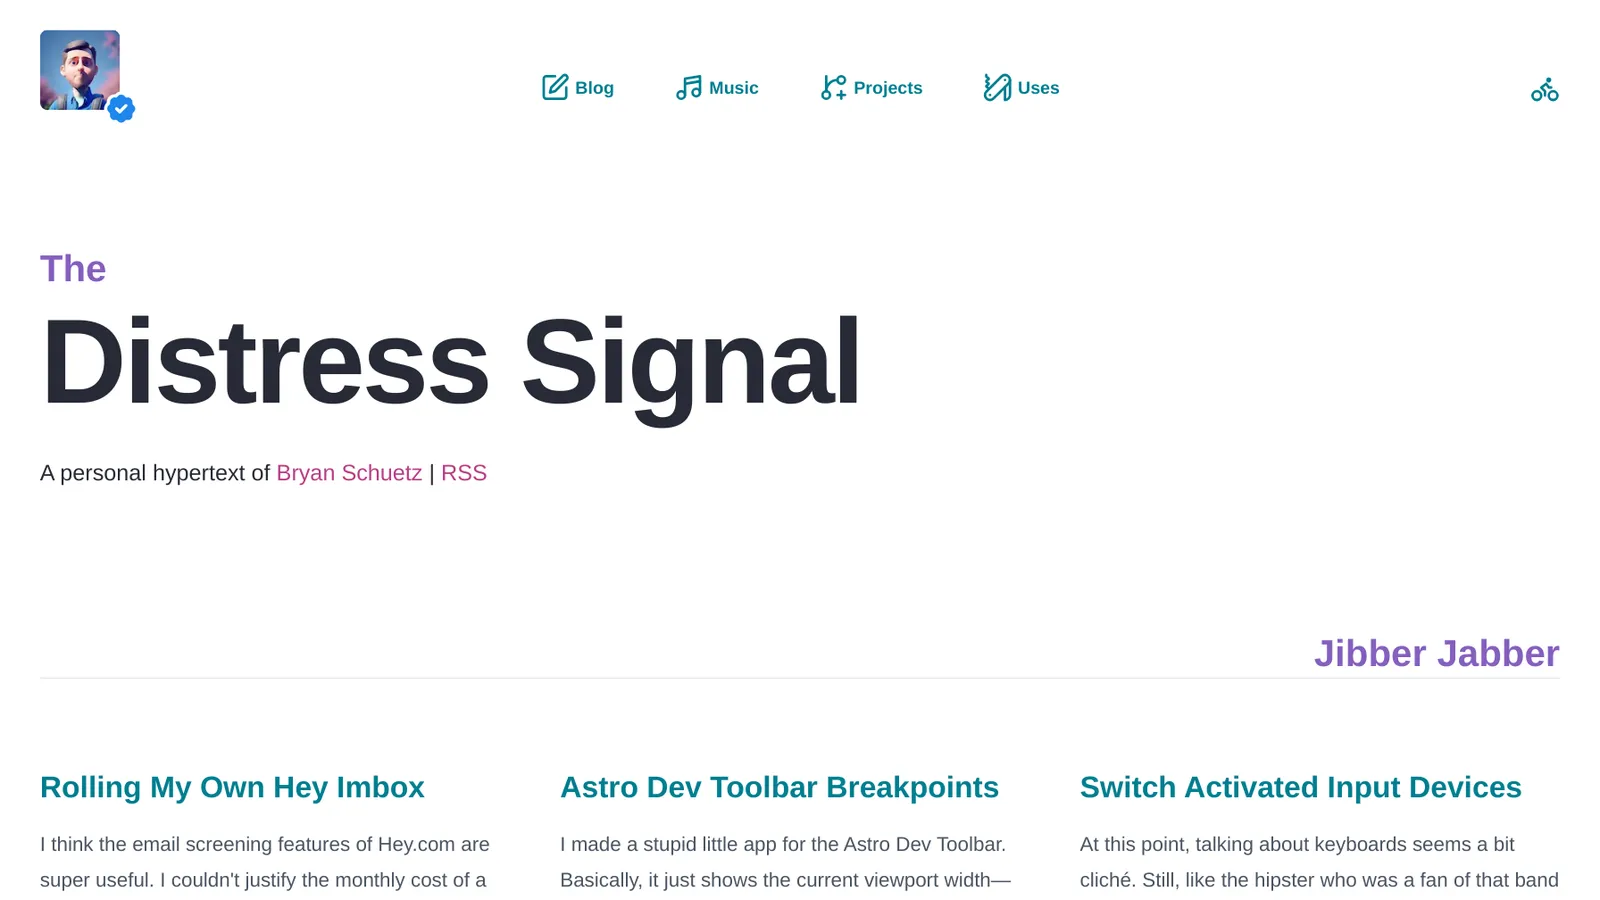 Blog
Music
Projects
Uses
The
Distress Signal
A personal hypertext of Bryan Schuetz | RSS
Jibber Jabber
Rolling My Own Hey Imbox
I think the email screening features of Hey.com are
super useful. I couldn't justify the monthly cost of a
Astro Dev Toolbar Breakpoints
I made a stupid little app for the Astro Dev Toolbar.
Basically, it just shows the current viewport width—
Switch Activated Input Devices
At this point, talking about keyboards seems a bit
cliché. Still, like the hipster who was a fan of that band